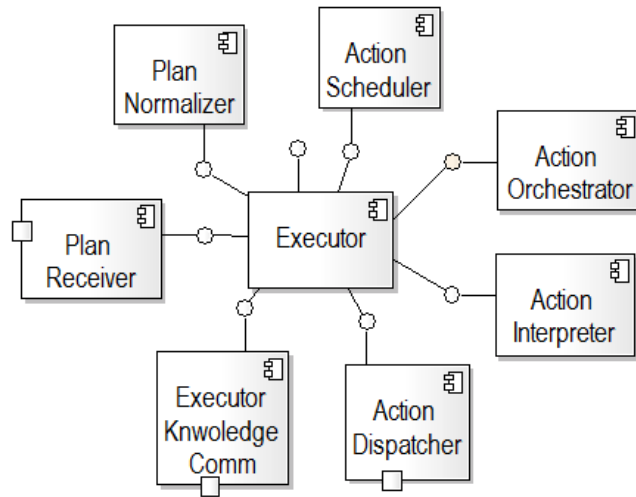 Plan
Normalizer
Action
Scheduler
Action
Orchestrator
Executor
Plan
Receiver
Action
Interpreter
Executor
Knwoledge
Comm
Action
Dispatcher